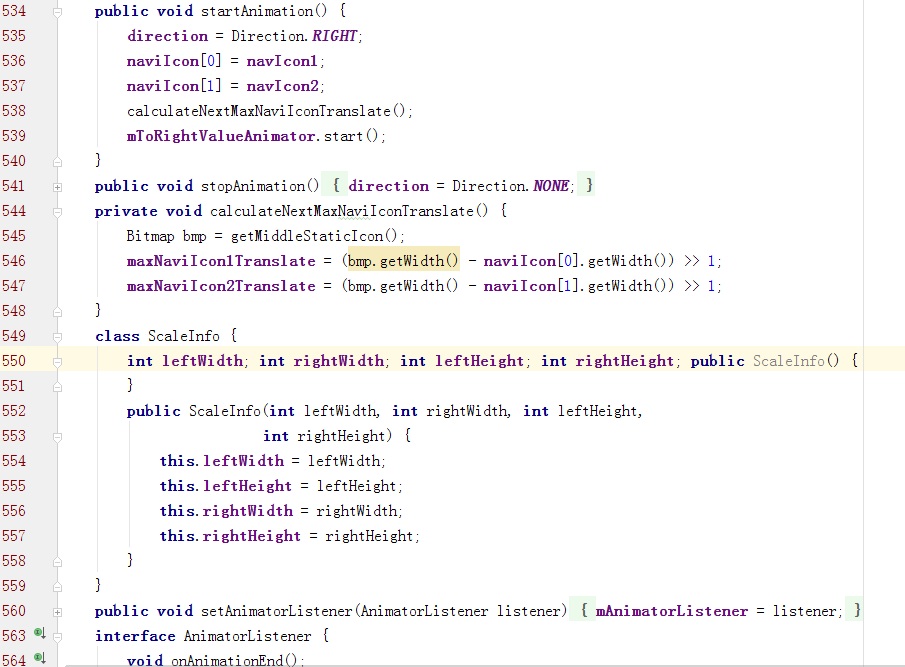 534 public void startAnimation() {
535 direction = Direction.RIGHT;
536 naviIcon[0] = navIcon1;
537 naviIcon[1] = navIcon2;
538 calculateNextMaxNaviIconTranslate();
539 mToRightValueAnimator.start();
540 }
541 public void stopAnimation() { direction = Direction.NONE; }
544 private void calculateNextMaxNaviIconTranslate() {
545 Bitmap bmp = getMiddleStaticIcon();
546 maxNaviIcon1Translate = (bmp.getWidth() - naviIcon[0].getWidth()) >> 1;
547 maxNaviIcon2Translate = (bmp.getWidth() - naviIcon[1].getWidth()) >> 1;
548 }
549 class ScaleInfo {
550 int leftWidth; int rightWidth; int leftHeight; int rightHeight; public ScaleInfo() {
551 }
552 public ScaleInfo(int leftWidth, int rightWidth, int leftHeight,
553 int rightHeight) {
554 this.leftWidth = leftWidth;
555 this.leftHeight = leftHeight;
556 this.rightWidth = rightWidth;
557 this.rightHeight = rightHeight;
558 }
559 }
560 public void setAnimatorListener(AnimatorListener listener) { mAnimatorListener = listener; }
563 interface AnimatorListener {
564 void onAnimationEnd();